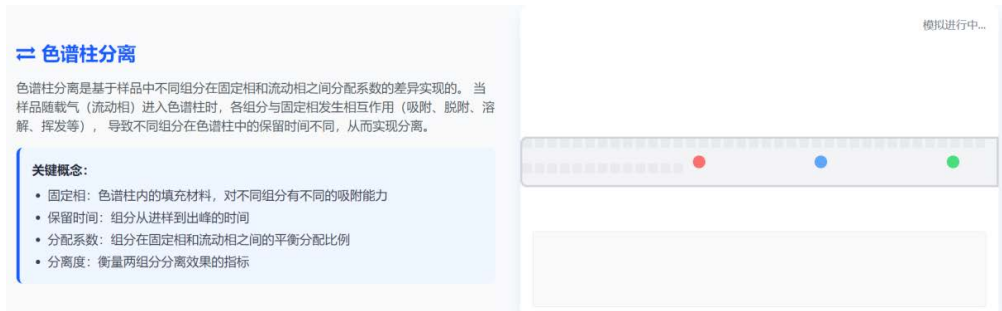 色谱柱分离
色谱柱分离是基于样品中不同组分在固定相和流动相之间分配系数的差异实现的。 当
样品随载气（流动相）进入色谱柱时，各组分与固定相发生相互作用（吸附、脱附、溶
解、挥发等）， 导致不同组分在色谱柱中的保留时间不同，从而实现分离。
关键概念：
• 固定相：色谱柱内的填充材料，对不同组分有不同的吸附能力
• 保留时间：组分从进样到出峰的时间
• 分配系数：组分在固定相和流动相之间的平衡分配比例
• 分离度：衡量两组分分离效果的指标
模拟进行中...